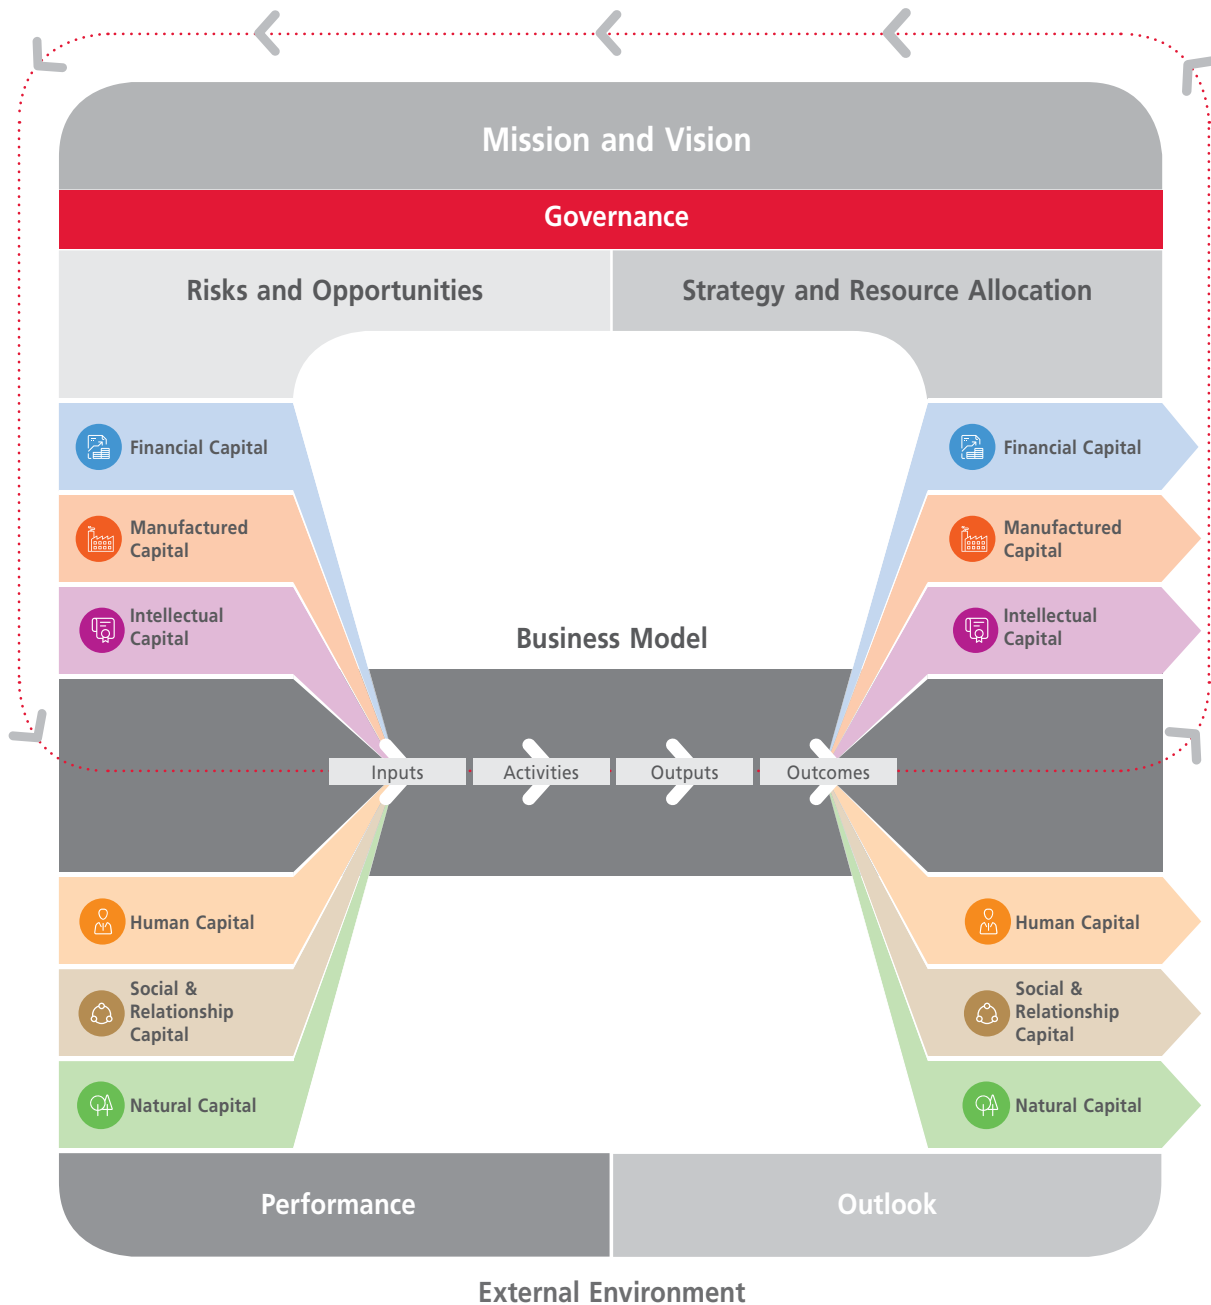 Mission and Vision
Governance
Risks and Opportunities
Strategy and Resource Allocation
Financial Capital
Manufactured
Capital
Intellectual
Capital
Financial Capital
Manufactured
Capital
Intellectual
Capital
Business Model
Inputs
Activities
Outputs
Outcomes
Human Capital
Social &
Relationship
Capital
Natural Capital
Human Capital
Social &
Relationship
Capital
Natural Capital
Performance
Outlook
External Environment